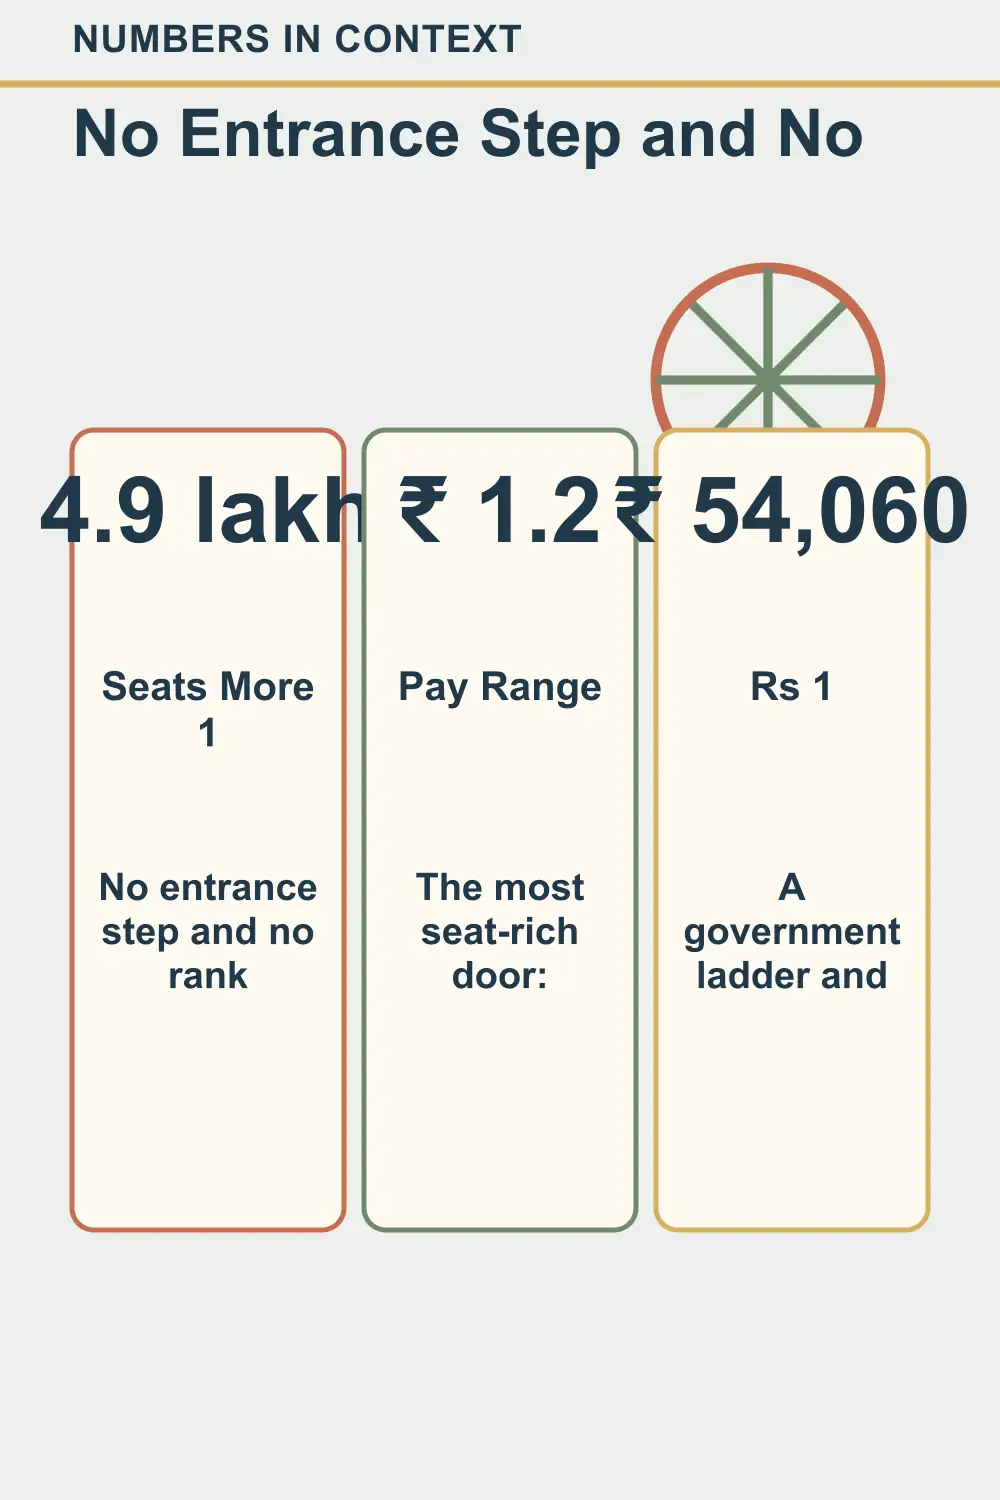 NUMBERS IN CONTEXT
No Entrance Step and No
4.9 lakh
₹ 1.2
₹ 54,060
Seats More
1
Pay Range
Rs 1
No entrance
step and no
rank
The most
seat-rich
door:
A
government
ladder and